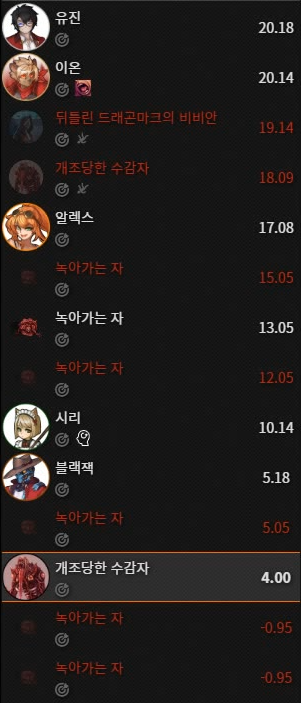 유진 20.18
이온 20.14
뒤틀린 드래곤마크의 비비안 19.14
개조당한 수감자 18.09
알렉스 17.08
녹아가는 자 15.05
녹아가는 자 13.05
녹아가는 자 12.05
시리 10.14
블랙잭 5.18
녹아가는 자 5.05
개조당한 수감자 4.00
녹아가는 자 -0.95
녹아가는 자 -0.95